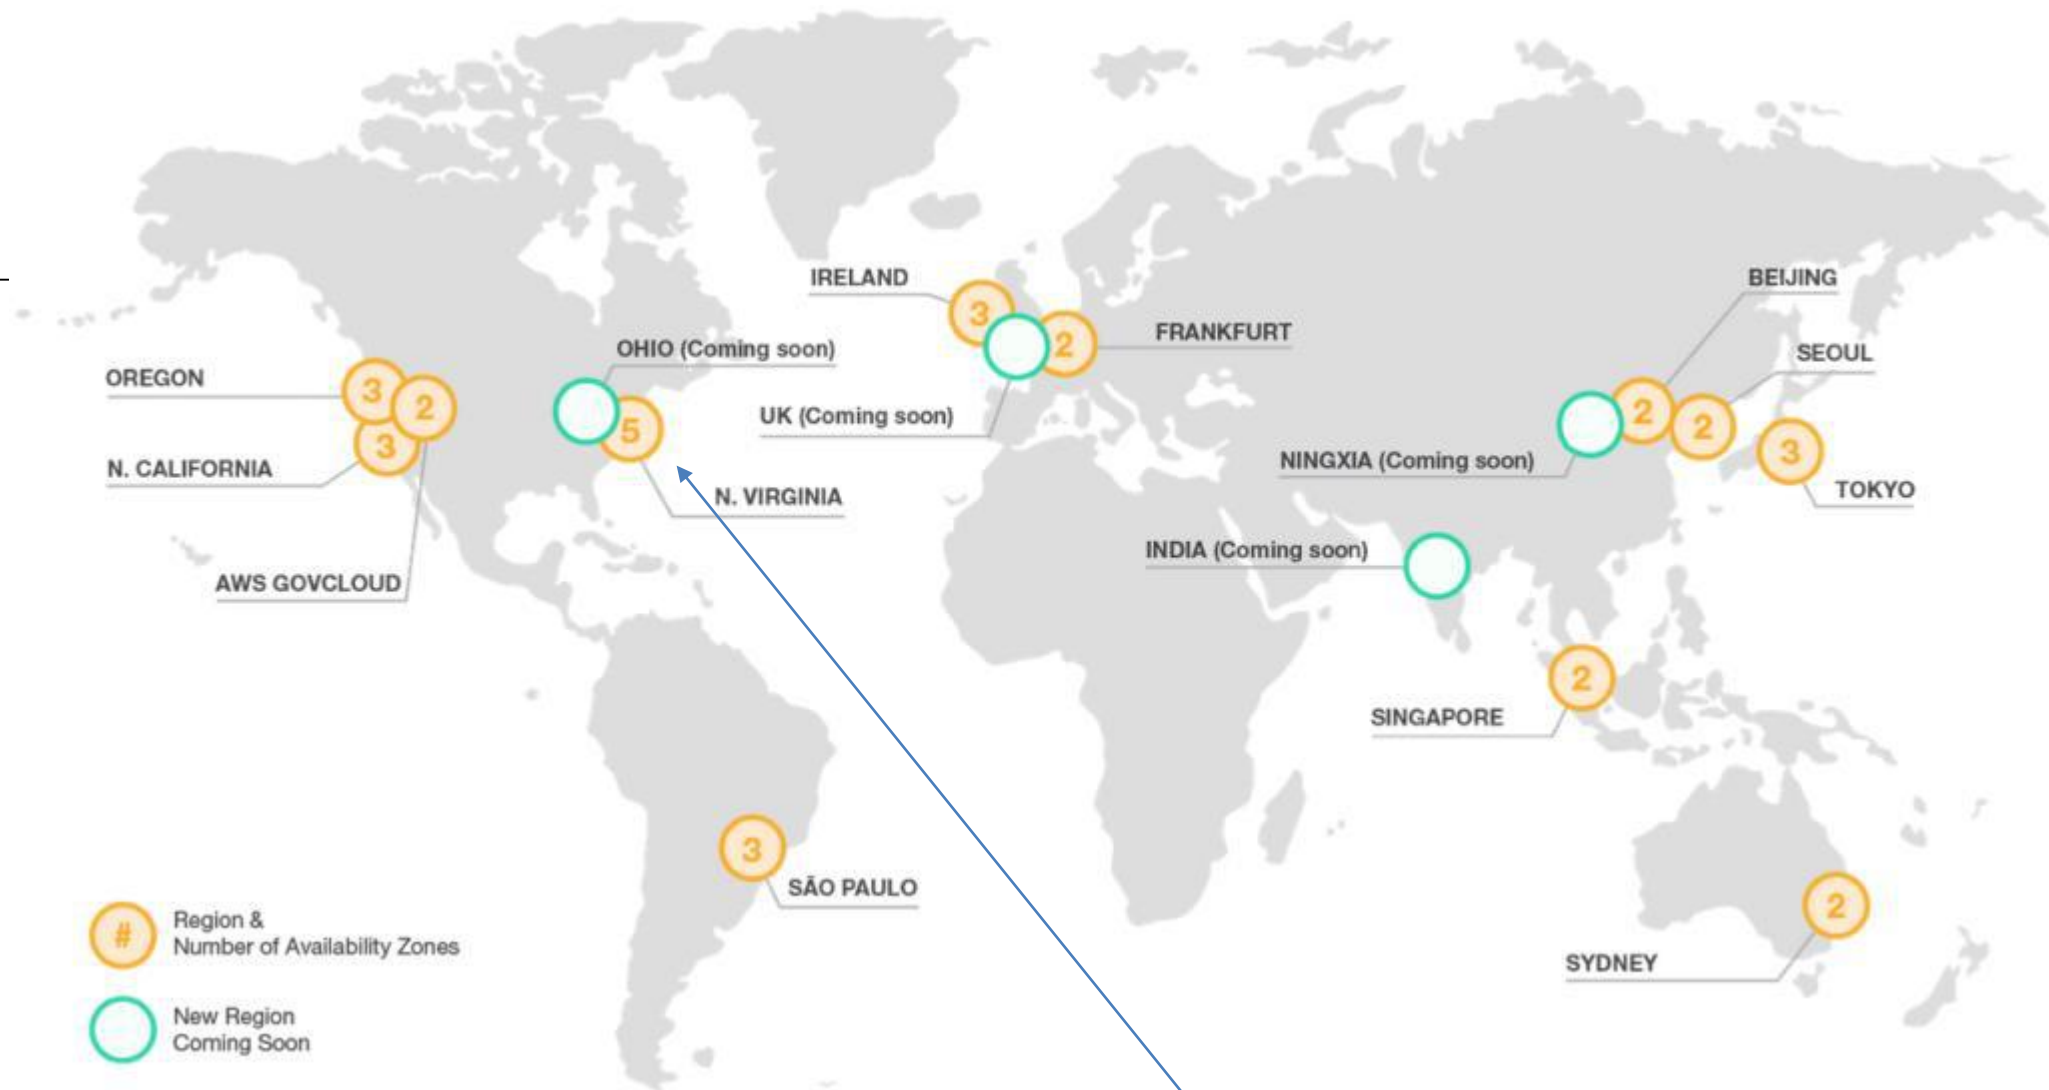 IRELAND
3
BEIJING
FRANKFURT
2
OHIO (Coming soon)
SEOUL
OREGON
3
2
UK (Coming soon)
2
2
5
3
N. CALIFORNIA
3
NINGXIA (Coming soon)
TOKYO
N. VIRGINIA
INDIA (Coming soon)
AWS GOVCLOUD
2
SINGAPORE
3
SÃO PAULO
2
SYDNEY
# Region &
Number of Availability Zones
New Region
Coming Soon